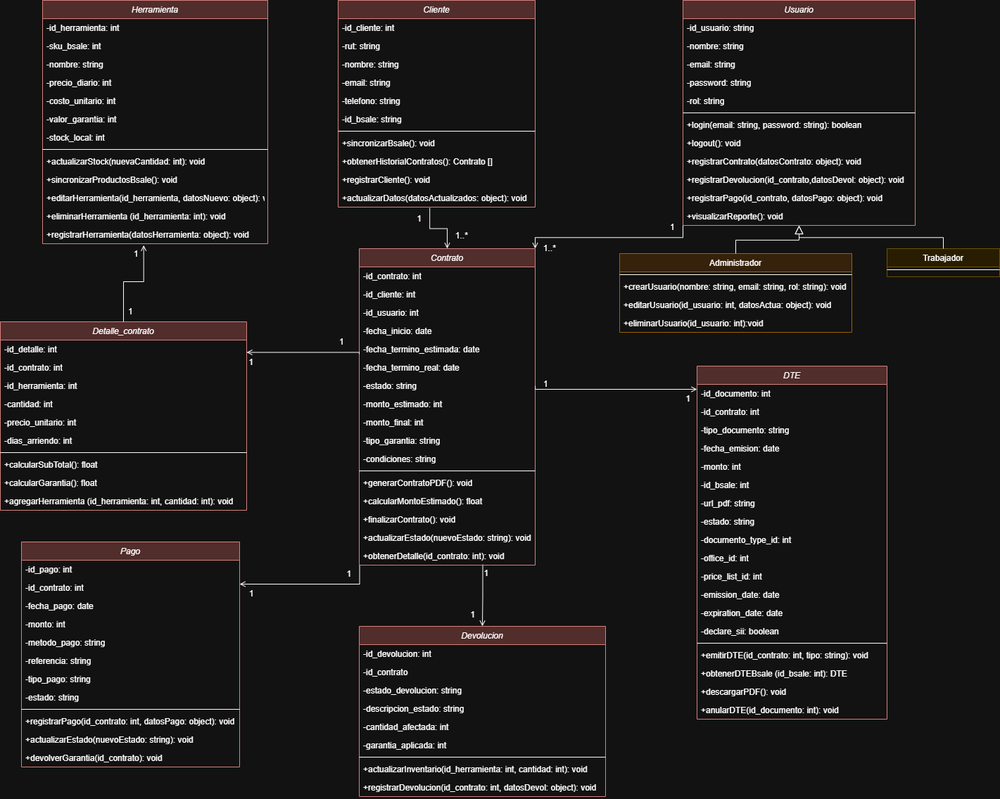 Herramienta
-id_herramienta: int
-sku_bsale: int
-nombre: string
-precio_diario: int
-costo_unitario: int
-valor_garantia: int
-stock_local: int
+actualizarStock(nuevaCantidad: int): void
+sincronizarProductosBsale(): void
+editarHerramienta(id_herramienta, datosNuevo: object): v
+eliminarHerramienta (id_herramienta: int): void
+registrarHerramienta(datosHerramienta: object): void
Cliente
-id_cliente: int
-rut: string
-nombre: string
-email: string
-telefono: string
-id_bsale: string
+sincronizarBsale(): void
+obtenerHistorialContratos(): Contrato []
+registrarCliente(): void
+actualizarDatos(datosActualizados: object): void
Usuario
-id_usuario: string
-nombre: string
-email: string
-password: string
-rol: string
+login(email: string, password: string): boolean
+logout(): void
+registrarContrato(datosContrato: object): void
+registrarDevolucion(id_contrato,datosDevol: object): void
+registrarPago(id_contrato, datosPago: object): void
+visualizarReporte(): void
1
1..*
1
1..*
Administrador
+crearUsuario(nombre: string, email: string, rol: string): void
+editarUsuario(id_usuario: int, datosActua: object): void
+eliminarUsuario(id_usuario: int):void
Trabajador
1
1
Detalle_contrato
-id_detalle: int
-id_contrato: int
-id_herramienta: int
-cantidad: int
-precio_unitario: int
-dias_arriendo: int
+calcularSubTotal(): float
+calcularGarantia(): float
+agregarHerramienta (id_herramienta: int, cantidad: int): void
1
1
Contrato
-id_contrato: int
-id_cliente: int
-id_usuario: int
-fecha_inicio: date
-fecha_termino_estimada: date
-fecha_termino_real: date
-estado: string
-monto_estimado: int
-monto_final: int
-tipo_garantia: string
-condiciones: string
+generarContratoPDF(): void
+calcularMontoEstimado(): float
+finalizarContrato(): void
+actualizarEstado(nuevoEstado: string): void
+obtenerDetalle(id_contrato: int): void
1
1
DTE
-id_documento: int
-id_contrato: int
-tipo_documento: string
-fecha_emision: date
-monto: int
-id_bsale: int
-url_pdf: string
-estado: string
-documento_type_id: int
-office_id: int
-price_list_id: int
-emission_date: date
-expiration_date: date
-declare_sii: boolean
+emitirDTE(id_contrato: int, tipo: string): void
+obtenerDTEBsale (id_bsale: int): DTE
+descargarPDF(): void
+anularDTE(id_documento: int): void
Pago
-id_pago: int
-id_contrato: int
-fecha_pago: date
-monto: int
-metodo_pago: string
-referencia: string
-tipo_pago: string
-estado: string
+registrarPago(id_contrato: int, datosPago: object): void
+actualizarEstado(nuevoEstado: string): void
+devolverGarantia(id_contrato): void
1
1
1
1
Devolucion
-id_devolucion: int
-id_contrato
-estado_devolucion: string
-descripcion_estado: string
-cantidad_afectada: int
-garantia_aplicada: int
+actualizarInventario(id_herramienta: int, cantidad: int): void
+registrarDevolucion(id_contrato: int, datosDevol: object): void